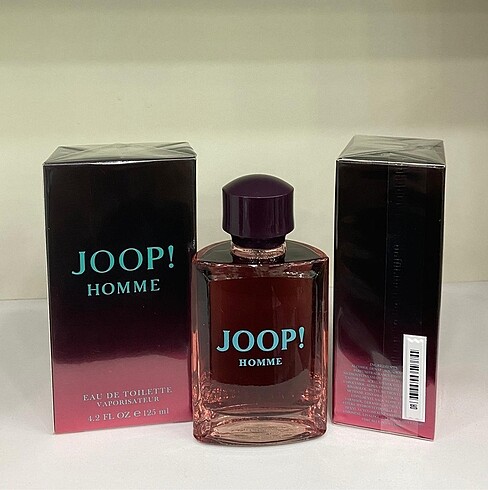 JOOP!
HOMME
EAU DE TOILETTE
VAPORISATEUR
4.2 FL OZ ℮ 125 ml
JOOP!
HOMME